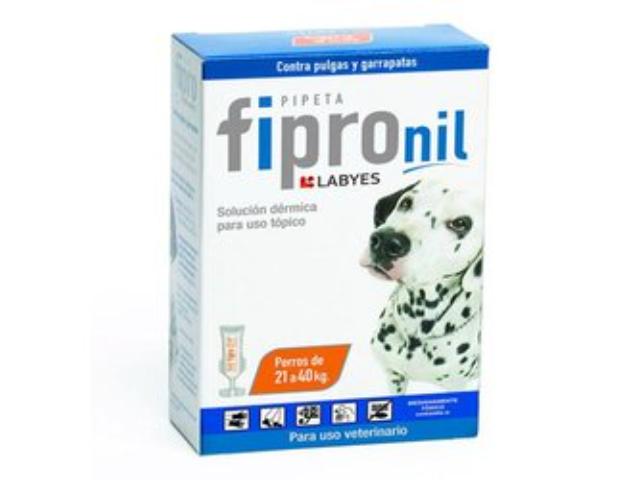 Contra pulgas y garrapatas
PIPETA
fipronil
LABYES
Solución dérmica
para uso tópico
Perros de
21 a 40 kg.
Para uso veterinario